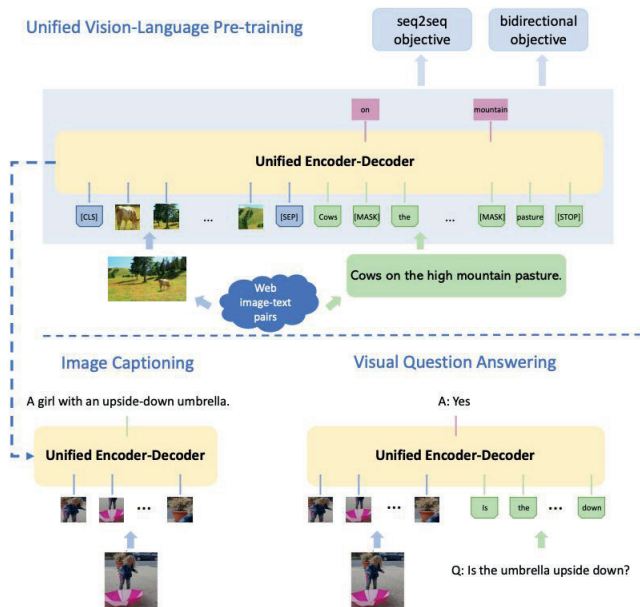 Unified Vision-Language Pre-training
seq2seq
objective
bidirectional
objective
on
mountain
Unified Encoder-Decoder
[CLS]
...
[SEP]
Cows
[MASK]
the
...
[MASK]
pasture
[STOP]
Web
image-text
pairs
Cows on the high mountain pasture.
Image Captioning
A girl with an upside-down umbrella.
Unified Encoder-Decoder
...
Visual Question Answering
A: Yes
Unified Encoder-Decoder
...
Is
the
...
down
Q: Is the umbrella upside down?